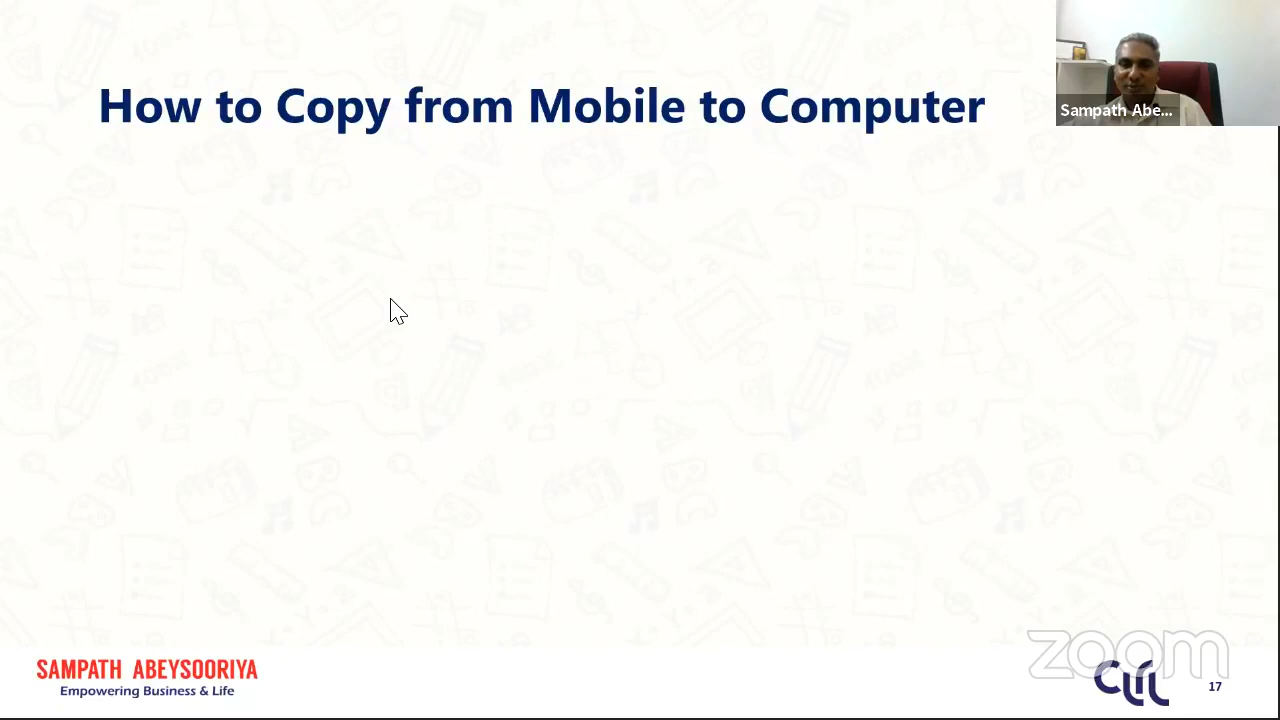 How to Copy from Mobile to Computer
Sampath Abe...
SAMPATH ABEYSOORIYA
Empowering Business & Life
zoom
17